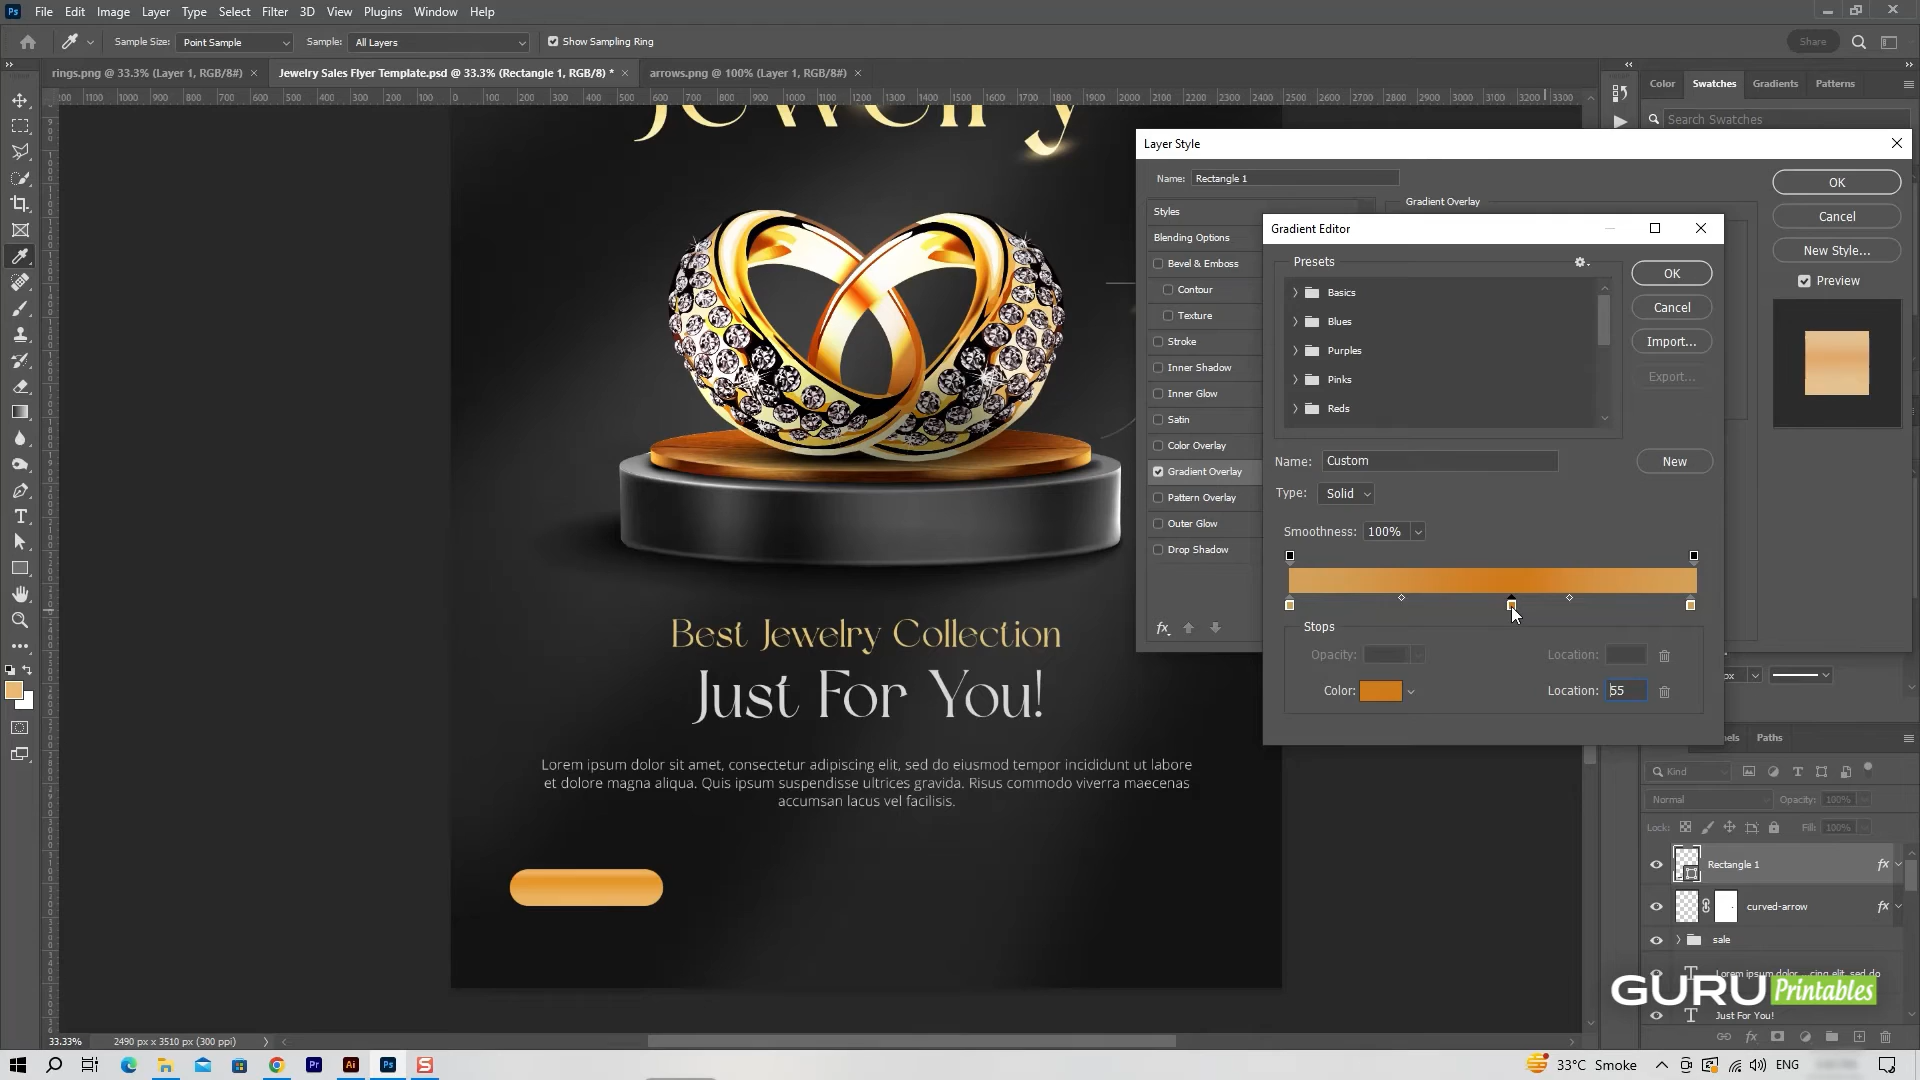 Ps File Edit Image Layer Type Select Filter 3D View Plugins Window Help
Sample Size: Point Sample Sample: All Layers Show Sampling Ring Share
rings.png @ 33.3% (Layer 1, RGB/8#) × Jewelry Sales Flyer Template.psd @ 33.3% (Rectangle 1, RGB/8) * × arrows.png @ 100% (Layer 1, RGB/8#) ×
Color Swatches Gradients Patterns
Search Swatches
Jewelry
Layer Style
Name: Rectangle 1
OK
Cancel
New Style...
Preview
Styles
Blending Options
Bevel & Emboss
Contour
Texture
Stroke
Inner Shadow
Inner Glow
Satin
Color Overlay
Gradient Overlay
Pattern Overlay
Outer Glow
Drop Shadow
fx
Gradient Overlay
Gradient Editor
Presets
Basics
Blues
Purples
Pinks
Reds
OK
Cancel
Import...
Export...
Name: Custom New
Type: Solid
Smoothness: 100%
Stops
Opacity: Location:
Color: Location: 55
Best Jewelry Collection
Just For You!
Lorem ipsum dolor sit amet, consectetur adipiscing elit, sed do eiusmod tempor incididunt ut labore
et dolore magna aliqua. Quis ipsum suspendisse ultrices gravida. Risus commodo viverra maecenas
accumsan lacus vel facilisis.
px
Paths
Kind
Normal Opacity: 100%
Lock: Fill: 100%
Rectangle 1 fx
curved-arrow fx
sale
Lorem ipsum dolor ...cing elit, sed do
Just For You!
GURU Printables
33.33% 2490 px x 3510 px (300 ppi)
Pr Ai Ps S
33°C Smoke ENG